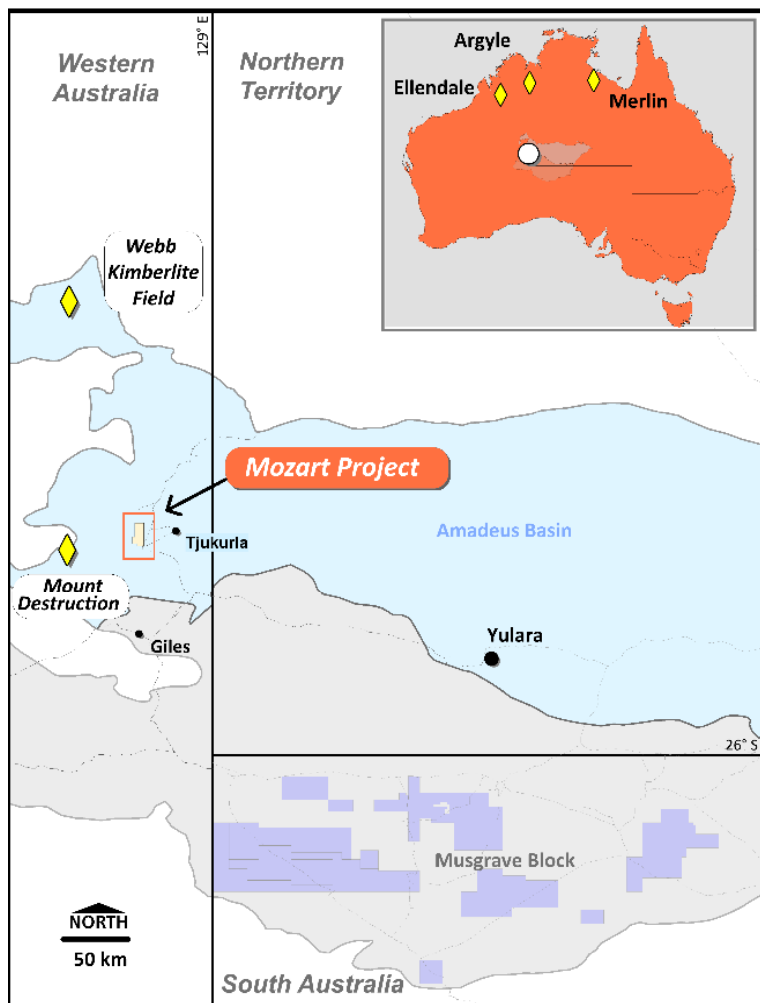 Western
Australia
129° E
Northern
Territory
Argyle
Ellendale
Merlin
Webb
Kimberlite
Field
Mozart Project
Amadeus Basin
Tjukurla
Mount
Destruction
Giles
Yulara
26° S
Musgrave Block
NORTH
50 km
South Australia